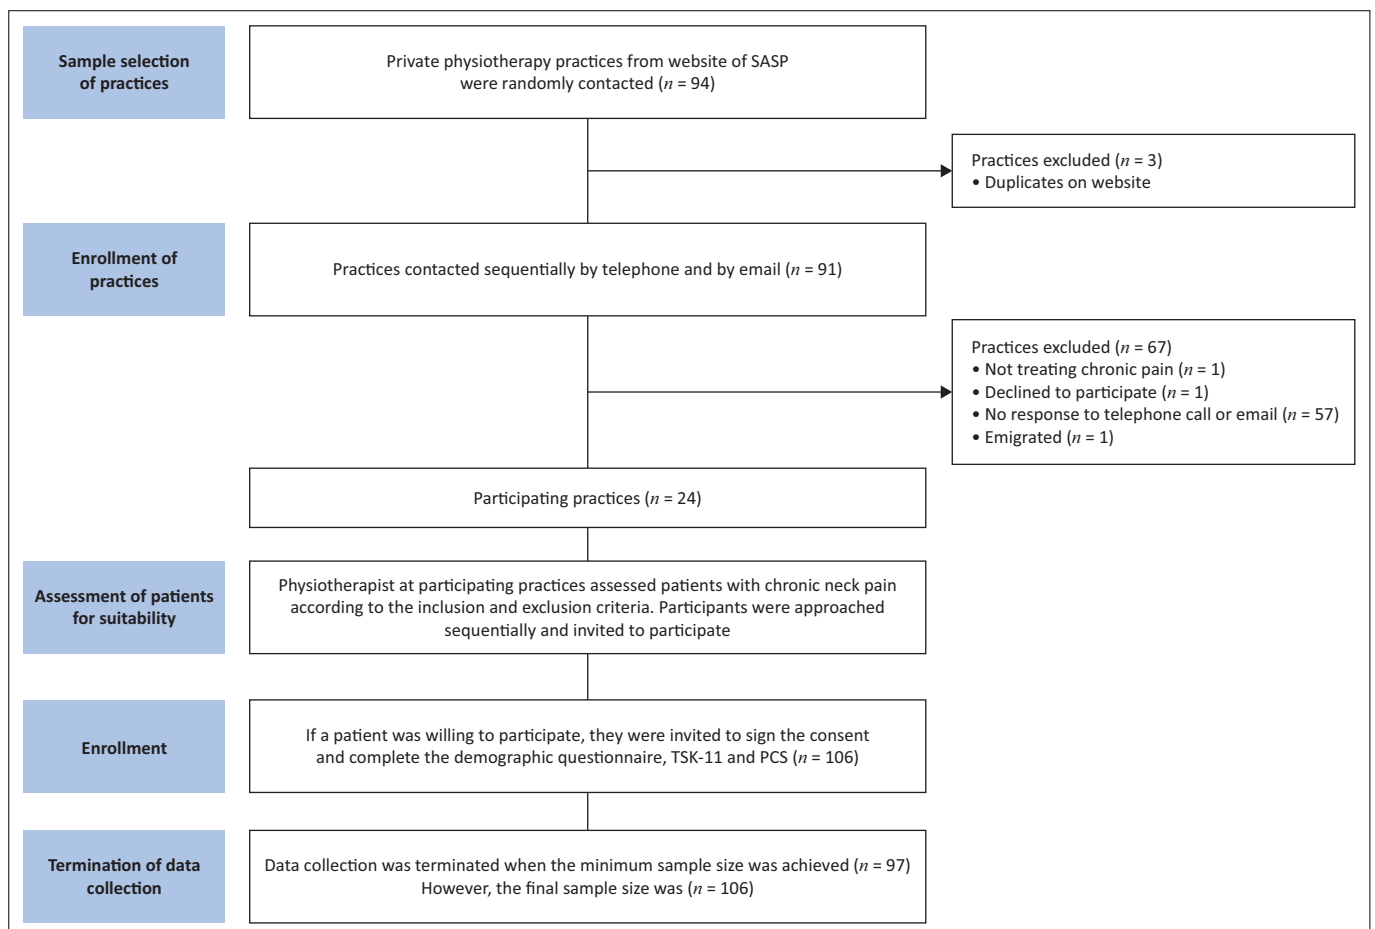 Sample selection
of practices
Private physiotherapy practices from website of SASP
were randomly contacted (n = 94)
Practices excluded (n = 3)
• Duplicates on website
Enrollment of
practices
Practices contacted sequentially by telephone and by email (n = 91)
Practices excluded (n = 67)
• Not treating chronic pain (n = 1)
• Declined to participate (n = 1)
• No response to telephone call or email (n = 57)
• Emigrated (n = 1)
Participating practices (n = 24)
Assessment of patients
for suitability
Physiotherapist at participating practices assessed patients with chronic neck pain
according to the inclusion and exclusion criteria. Participants were approached
sequentially and invited to participate
Enrollment
If a patient was willing to participate, they were invited to sign the consent
and complete the demographic questionnaire, TSK-11 and PCS (n = 106)
Termination of data
collection
Data collection was terminated when the minimum sample size was achieved (n = 97)
However, the final sample size was (n = 106)